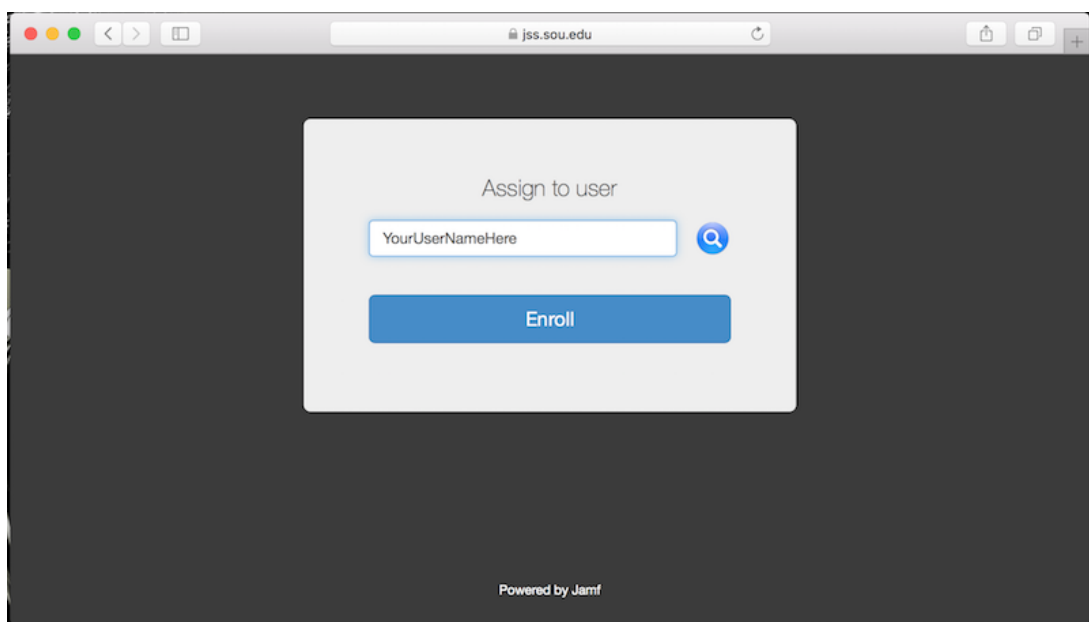 jss.sou.edu
Assign to user
YourUserNameHere
Enroll
Powered by Jamf